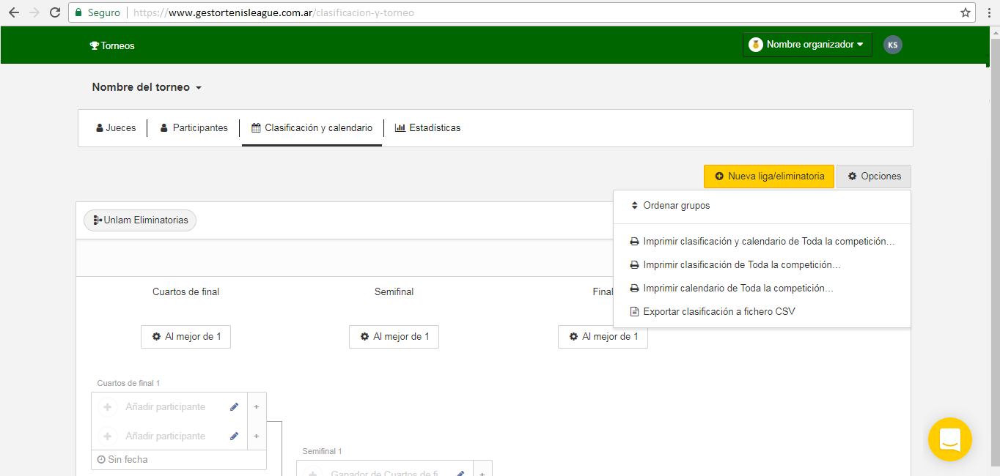 Seguro https://www.gestortenisleague.com.ar/clasificacion-y-torneo
Torneos
Nombre organizador
KS
Nombre del torneo
Jueces
Participantes
Clasificación y calendario
Estadísticas
Nueva liga/eliminatoria
Opciones
Ordenar grupos
Imprimir clasificación y calendario de Toda la competición...
Imprimir clasificación de Toda la competición...
Imprimir calendario de Toda la competición...
Exportar clasificación a fichero CSV
Unlam Eliminatorias
Cuartos de final
Semifinal
Final
Al mejor de 1
Al mejor de 1
Al mejor de 1
Cuartos de final 1
Añadir participante
Añadir participante
Sin fecha
Semifinal 1
Ganador de Cuartos de fi